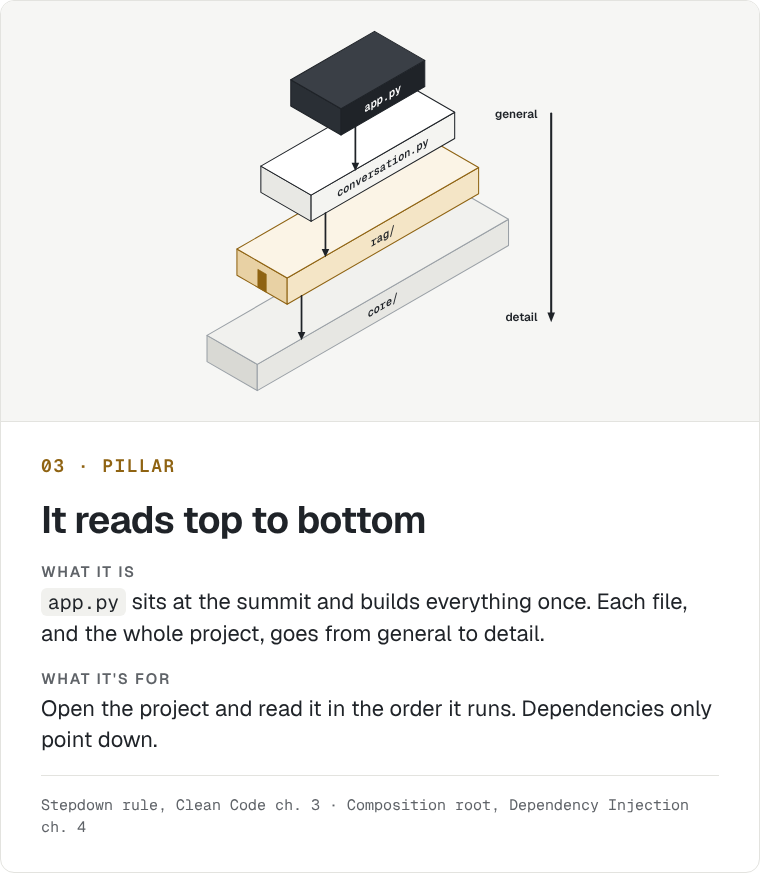 app.py
general
conversation.py
rag/
core/
detail
03 · PILLAR
It reads top to bottom
WHAT IT IS
app.py sits at the summit and builds everything once. Each file,
and the whole project, goes from general to detail.
WHAT IT'S FOR
Open the project and read it in the order it runs. Dependencies only
point down.
Stepdown rule, Clean Code ch. 3 · Composition root, Dependency Injection
ch. 4